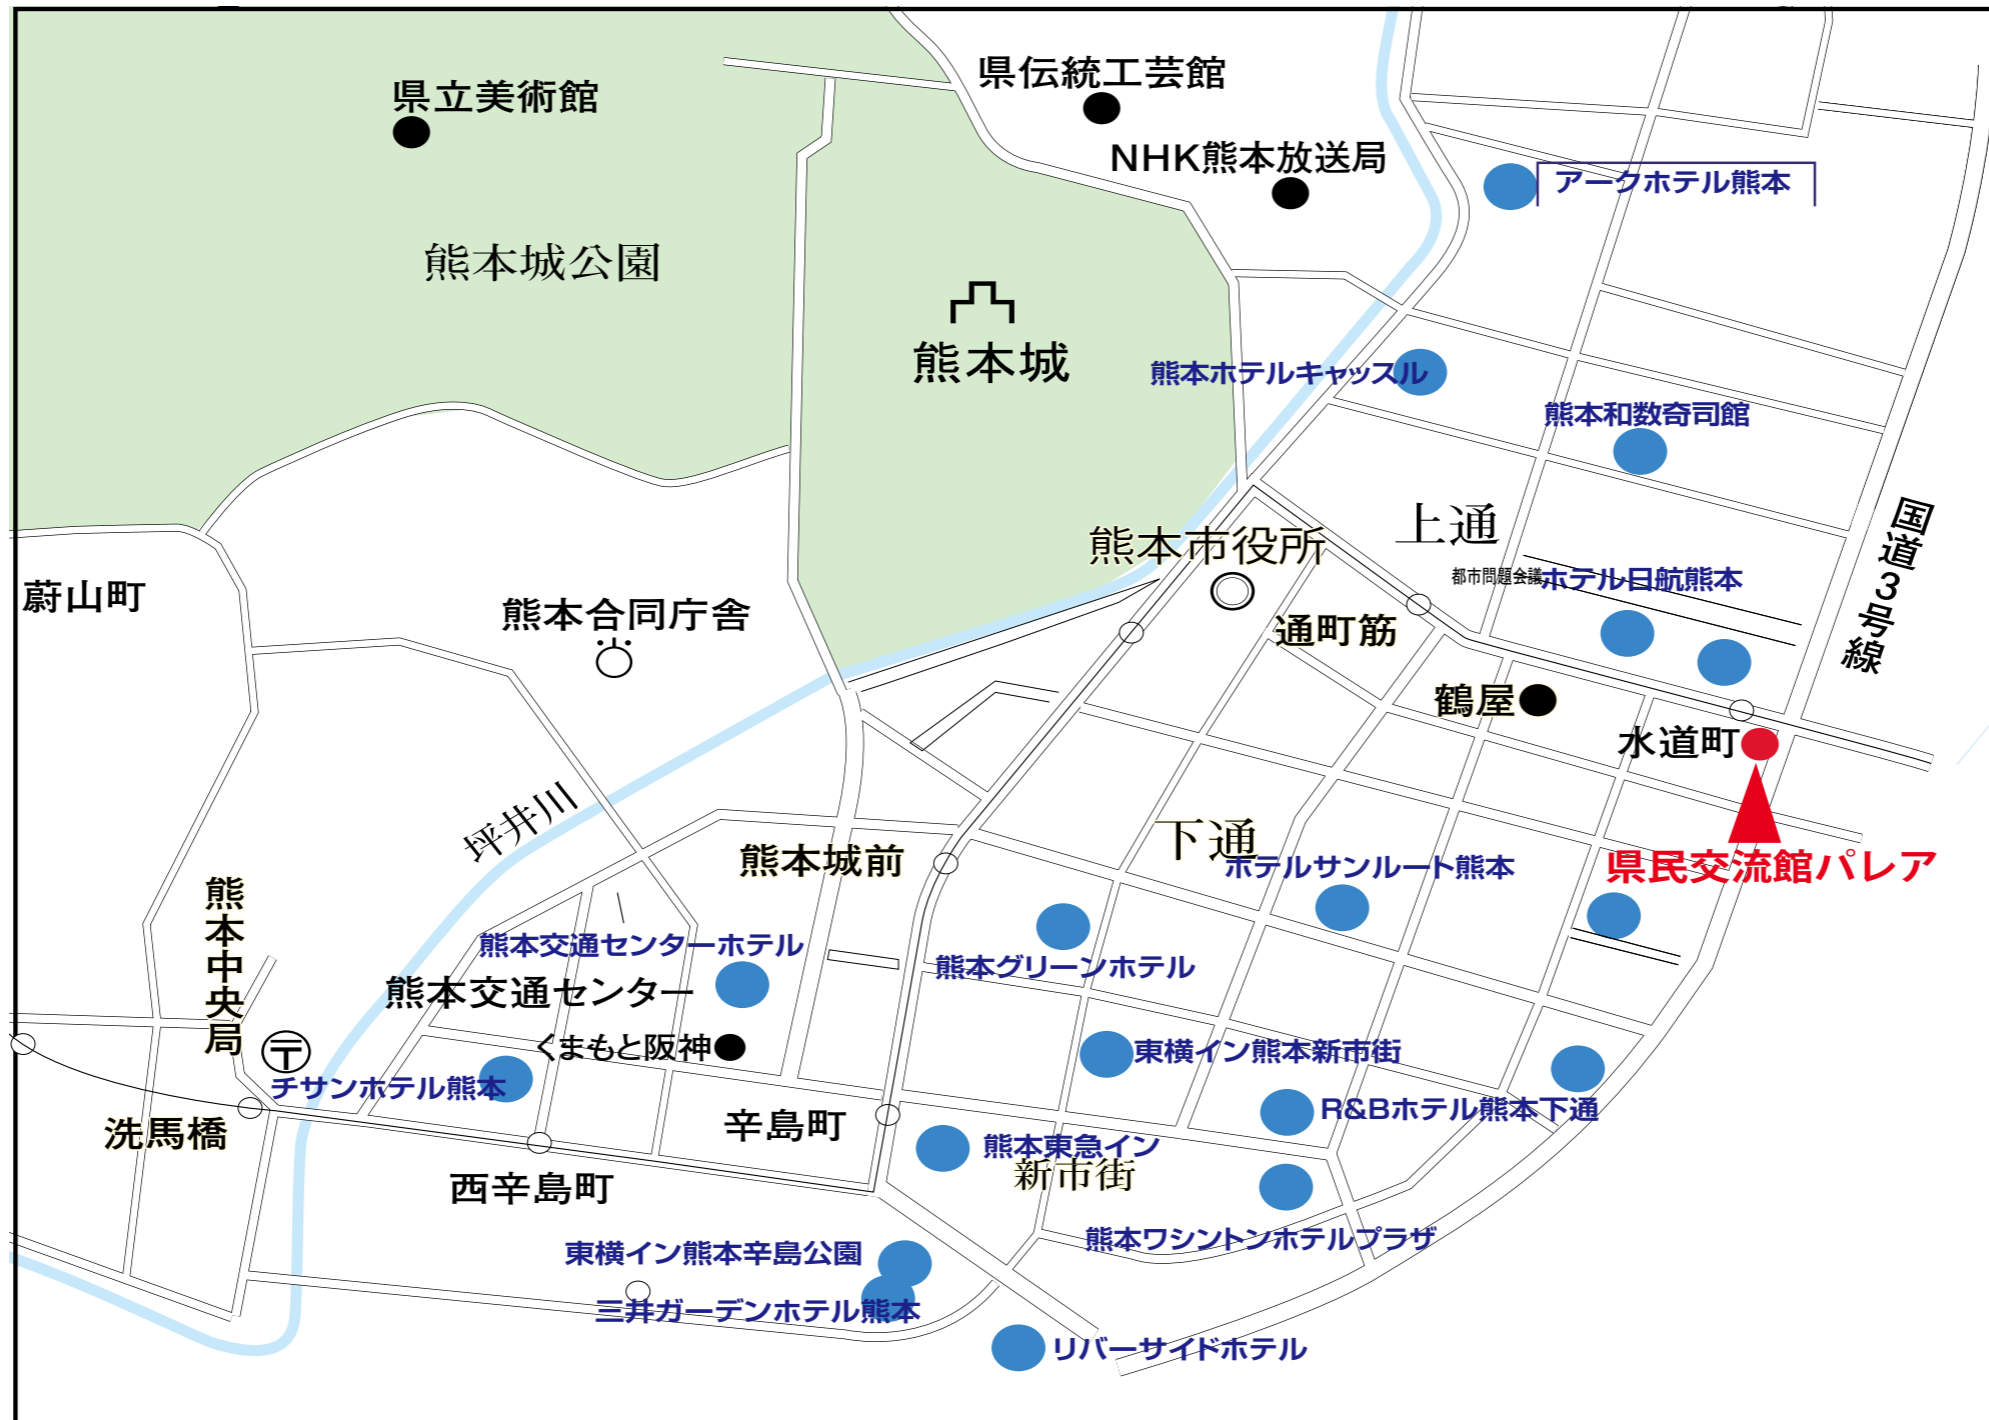 県立美術館
県伝統工芸館
NHK熊本放送局
アークホテル熊本
熊本城公園
熊本城
熊本ホテルキャッスル
熊本和数奇司館
国道3号線
上通
熊本市役所
都市問題会議
ホテル日航熊本
蔚山町
熊本合同庁舎
通町筋
鶴屋
水道町
坪井川
下通
熊本城前
ホテルサンルート熊本
県民交流館パレア
熊本中央局
熊本交通センターホテル
熊本グリーンホテル
熊本交通センター
くまもと阪神
東横イン熊本新市街
〒
チサンホテル熊本
R&Bホテル熊本下通
洗馬橋
辛島町
熊本東急イン
新市街
西辛島町
熊本ワシントンホテルプラザ
東横イン熊本辛島公園
三井ガーデンホテル熊本
リバーサイドホテル